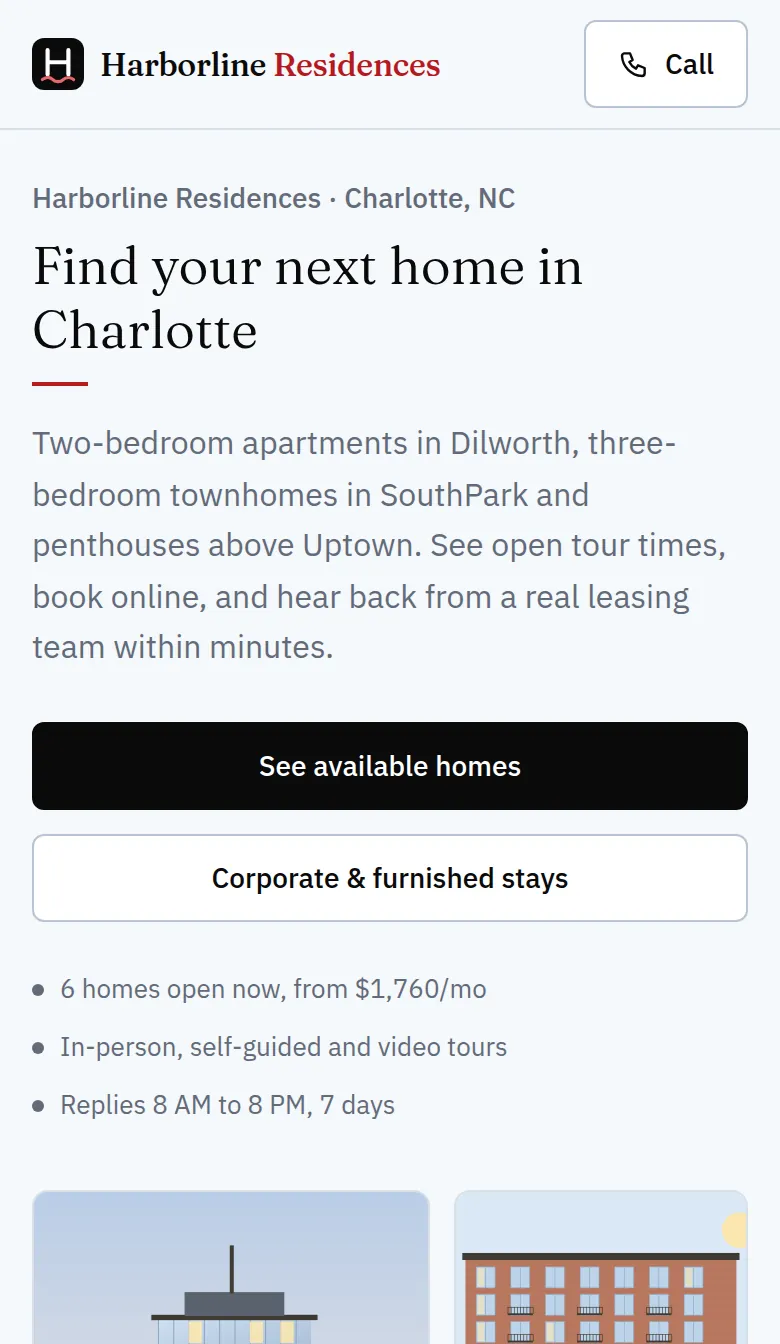 Harborline Residences
Call
Harborline Residences · Charlotte, NC
Find your next home in
Charlotte
Two-bedroom apartments in Dilworth, three-
bedroom townhomes in SouthPark and
penthouses above Uptown. See open tour times,
book online, and hear back from a real leasing
team within minutes.
See available homes
Corporate & furnished stays
6 homes open now, from $1,760/mo
In-person, self-guided and video tours
Replies 8 AM to 8 PM, 7 days